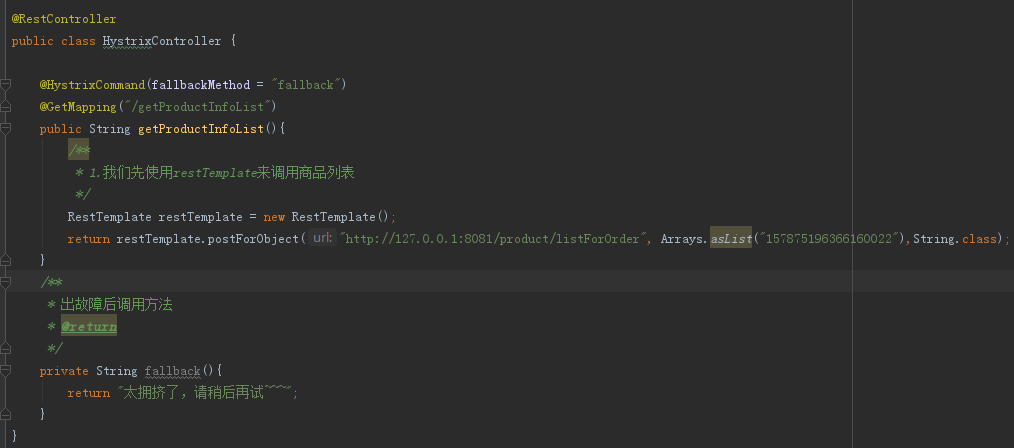 @RestController
public class HystrixController {
@HystrixCommand(fallbackMethod = "fallback")
@GetMapping("/getProductInfoList")
public String getProductInfoList(){
/**
* 1.我们先使用restTemplate来调用商品列表
*/
RestTemplate restTemplate = new RestTemplate();
return restTemplate.postForObject( url: "http://127.0.0.1:8081/product/listForOrder", Arrays.asList("157875196366160022"),String.class);
}
/**
* 出故障后调用方法
* @return
*/
private String fallback(){
return "太拥挤了, 请稍后再试~~~";
}
}